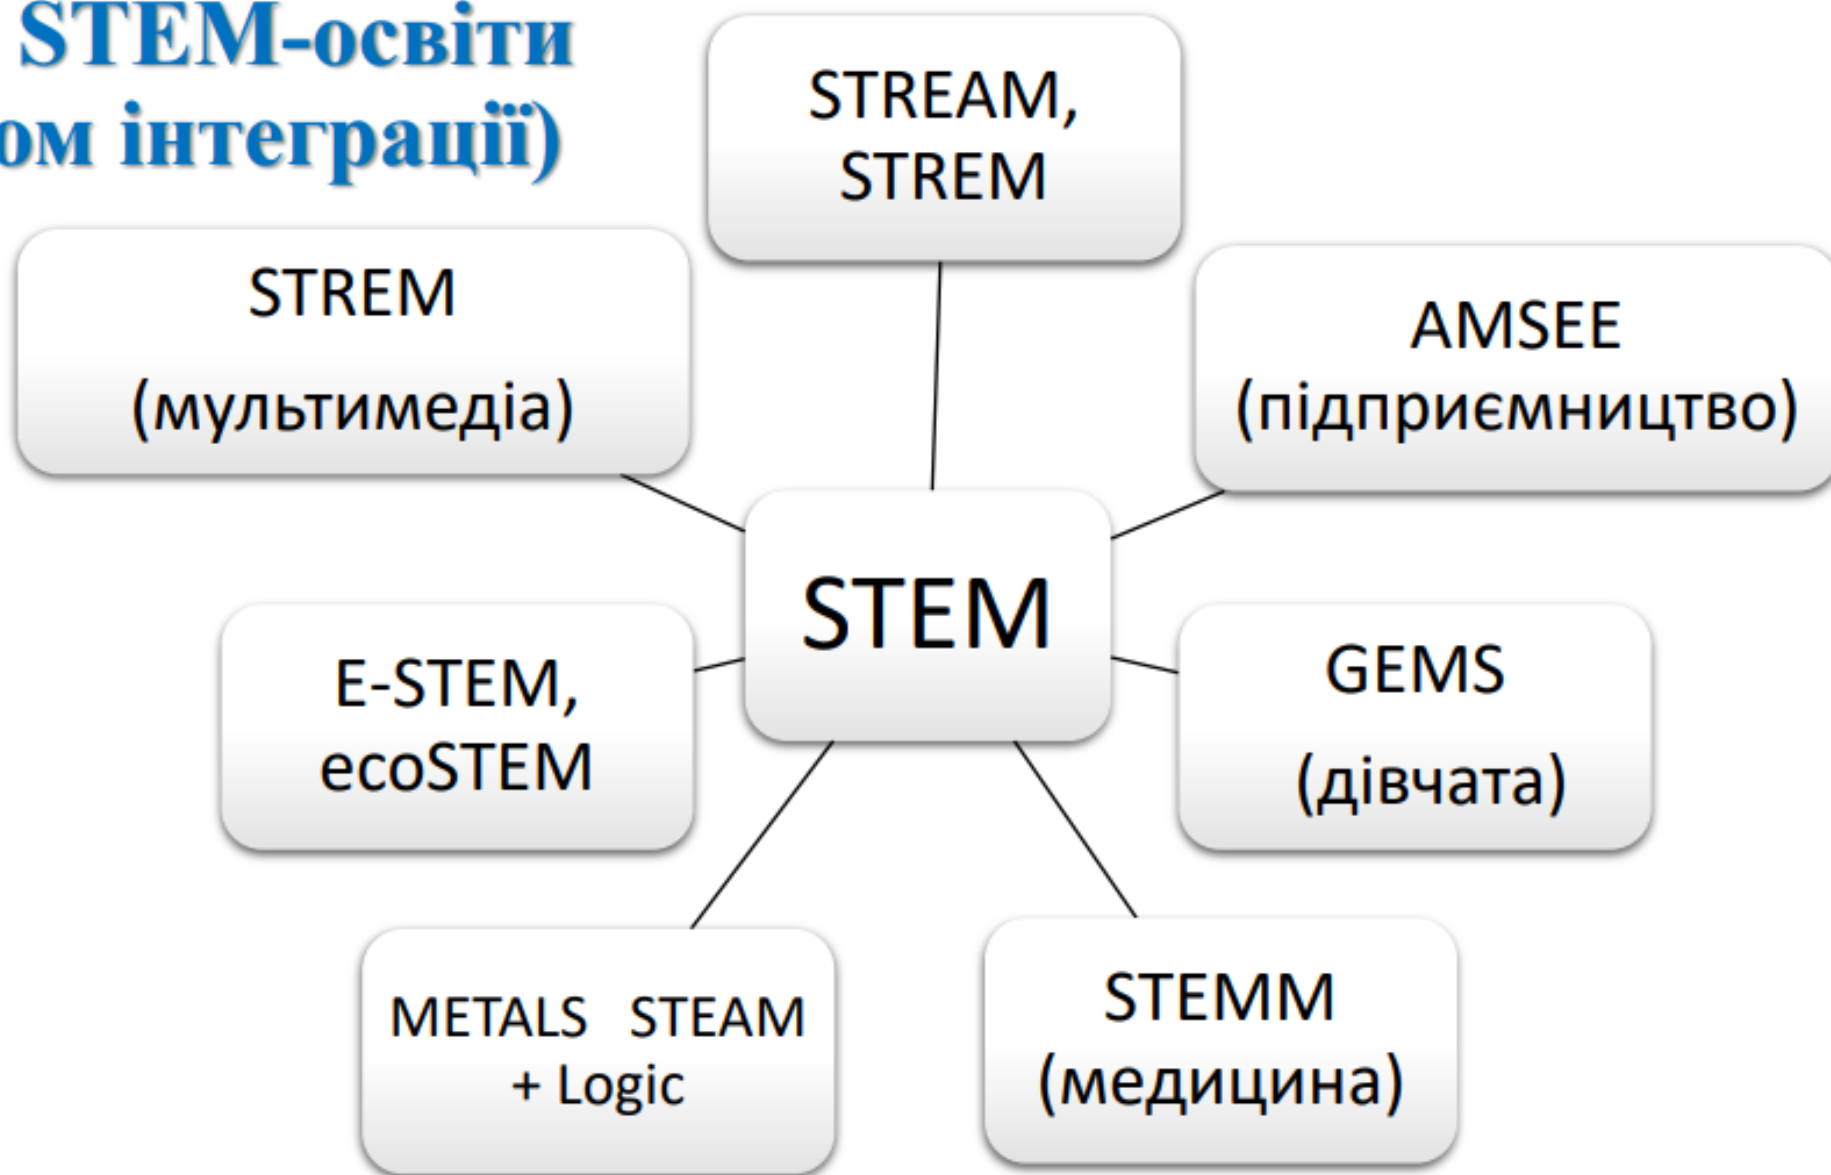 STEM-освіти
ом інтеграції)
STREAM,
STREM
STREM
(мультимедіа)
AMSEE
(підприємництво)
STEM
E-STEM,
ecoSTEM
GEMS
(дівчата)
METALS STEAM
+ Logic
STEMM
(медицина)